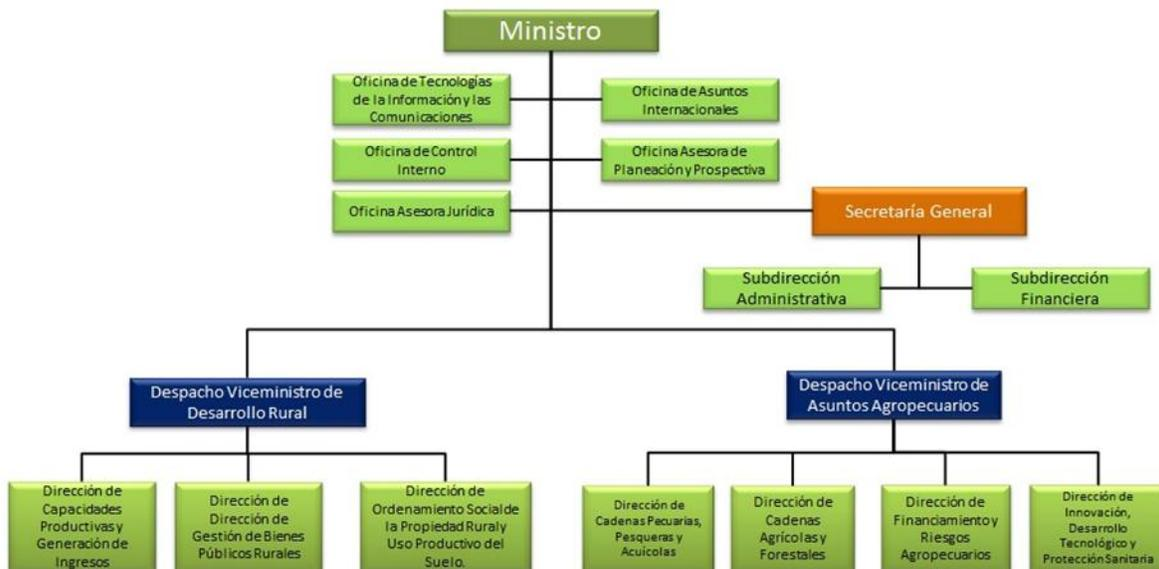 Ministro
Oficina de Tecnologías
de la Información y las
Comunicaciones
Oficina de Asuntos
Internacionales
Oficina de Control
Interno
Oficina Asesora de
Planeación y Prospectiva
Oficina Asesora Jurídica
Secretaría General
Subdirección
Administrativa
Subdirección
Financiera
Despacho Viceministro de
Desarrollo Rural
Despacho Viceministro de
Asuntos Agropecuarios
Dirección de
Capacidades
Productivas y
Generación de
Ingresos
Dirección de
Dirección de
Gestión de Bienes
Públicos Rurales
Dirección de
Ordenamiento Social de
la Propiedad Rural y
Uso Productivo del
Suelo.
Dirección de
Cadenas Pecuarias,
Pesqueras y
Acuícolas
Dirección de
Cadenas
Agrícolas y
Forestales
Dirección de
Financiamiento y
Riesgos
Agropecuarios
Dirección de
Innovación,
Desarrollo
Tecnológico y
Protección Sanitaria